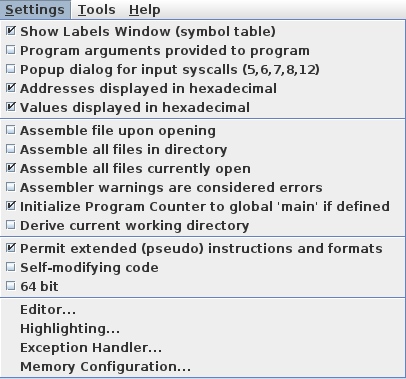 Settings Tools Help
Show Labels Window (symbol table)
Program arguments provided to program
Popup dialog for input syscalls (5,6,7,8,12)
Addresses displayed in hexadecimal
Values displayed in hexadecimal
Assemble file upon opening
Assemble all files in directory
Assemble all files currently open
Assembler warnings are considered errors
Initialize Program Counter to global 'main' if defined
Derive current working directory
Permit extended (pseudo) instructions and formats
Self-modifying code
64 bit
Editor...
Highlighting...
Exception Handler...
Memory Configuration...